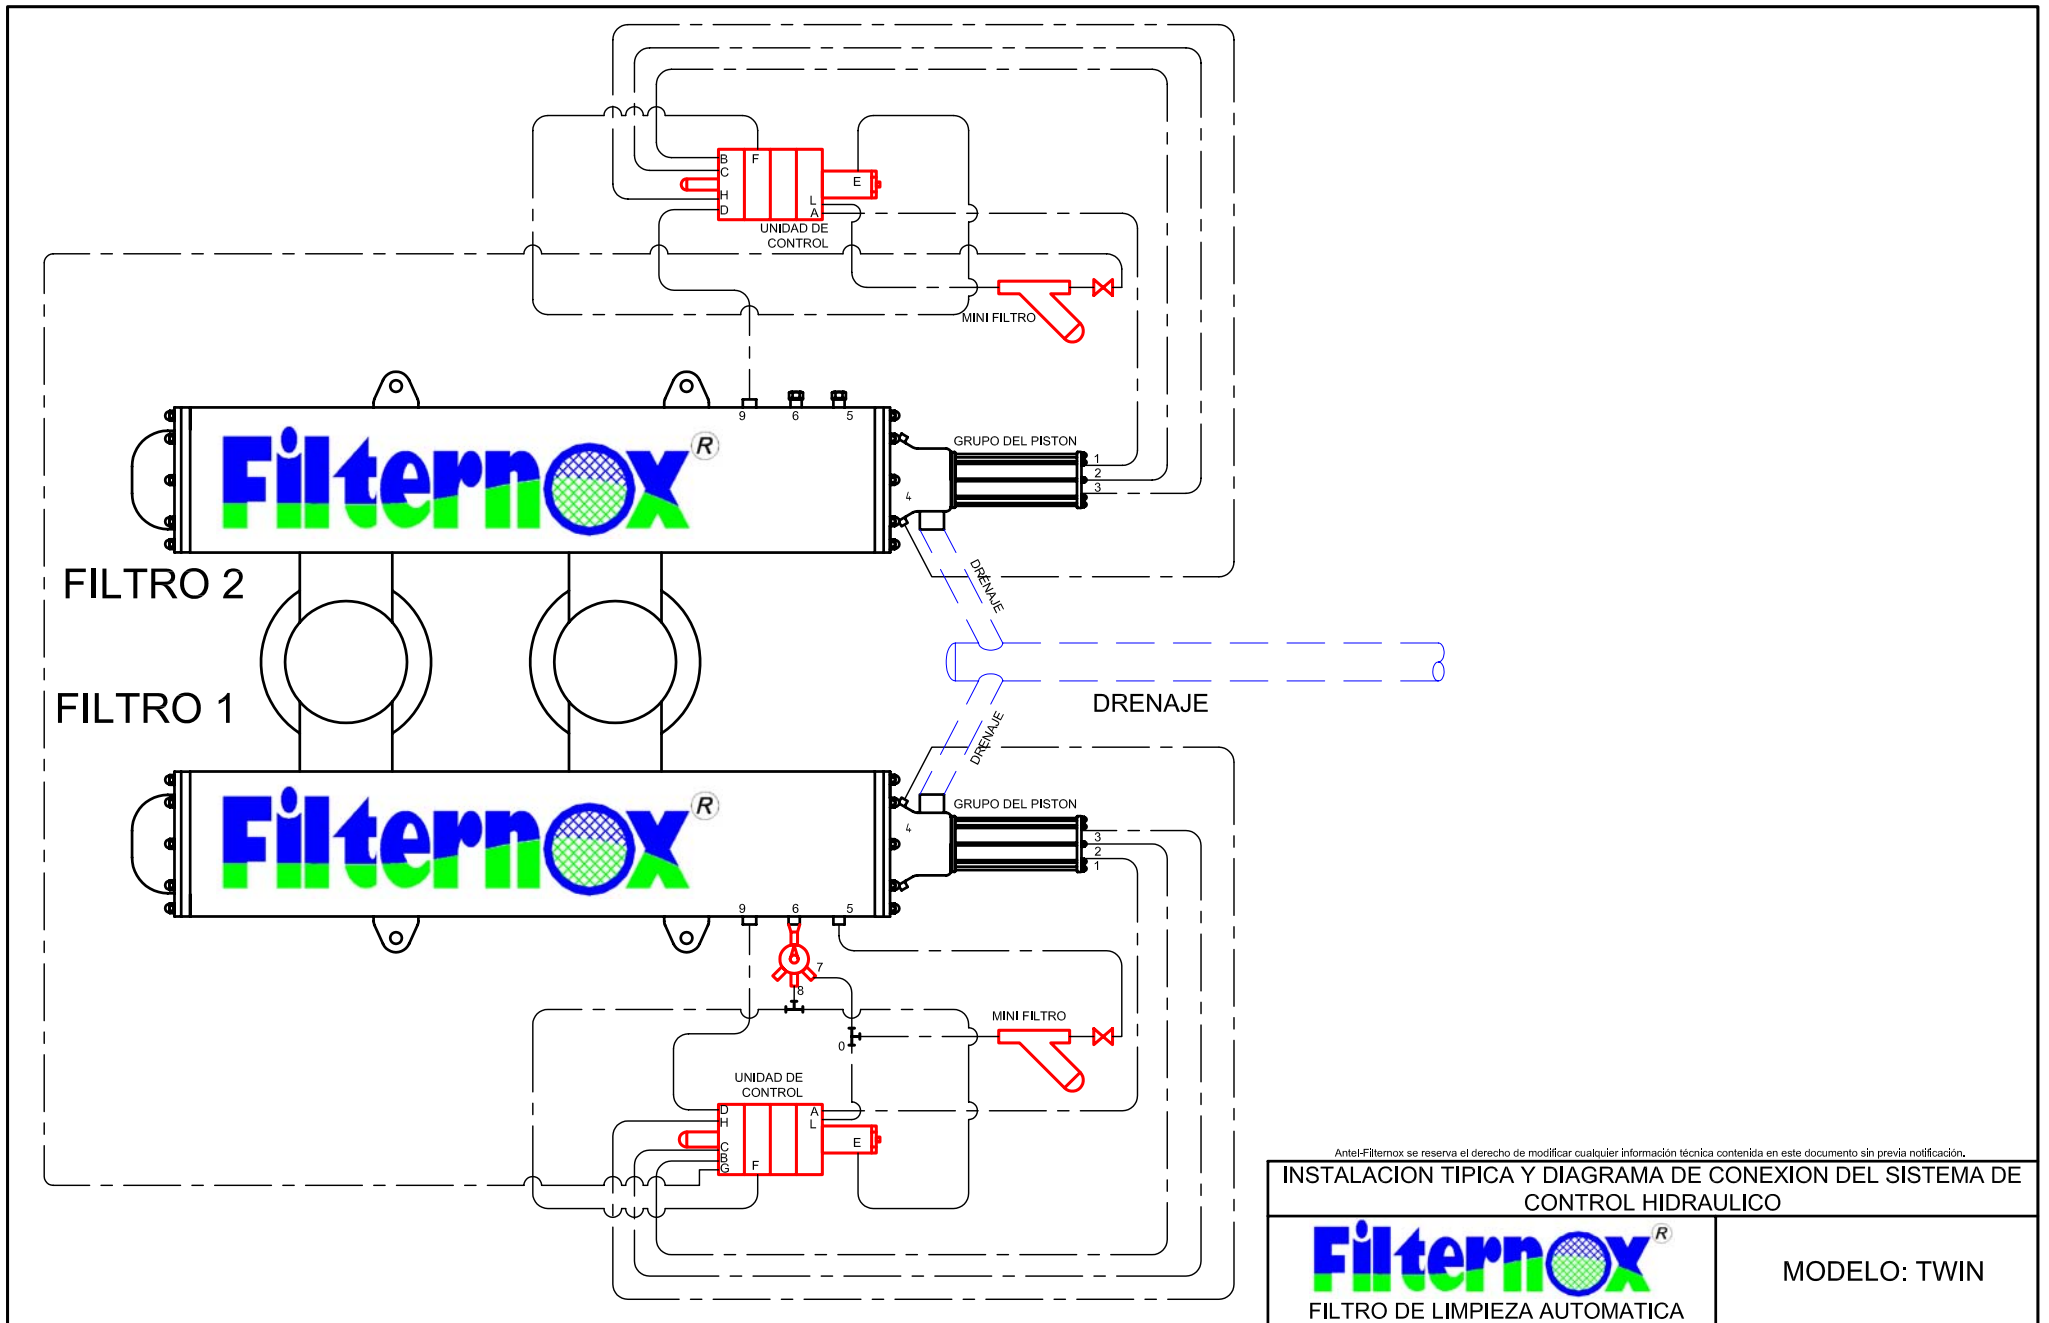 B
F
C
E
H
L
D
A
UNIDAD DE
CONTROL
MINI FILTRO
9
6
5
Filternox®
GRUPO DEL PISTON
1
2
3
4
DRENAJE
FILTRO 2
FILTRO 1
DRENAJE
DRENAJE
Filternox®
GRUPO DEL PISTON
4
3
2
1
9
6
5
7
8
MINI FILTRO
0
UNIDAD DE
CONTROL
D
A
H
L
C
E
B
G
F
Antel-Filternox se reserva el derecho de modificar cualquier información técnica contenida en este documento sin previa notificación.
INSTALACION TIPICA Y DIAGRAMA DE CONEXION DEL SISTEMA DE
CONTROL HIDRAULICO
Filternox®
FILTRO DE LIMPIEZA AUTOMATICA
MODELO: TWIN